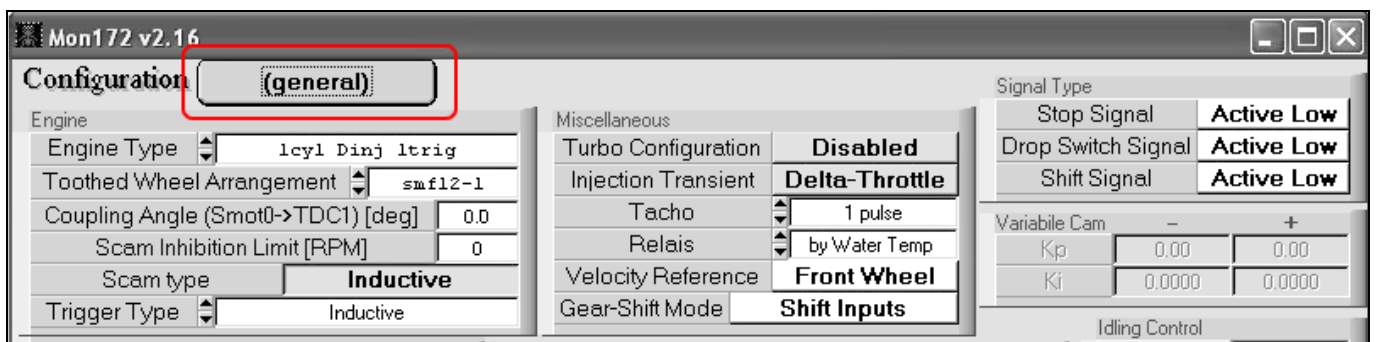 Mon172 v2.16
Configuration (general)
Engine
Engine Type 1cyl Dinj 1trig
Toothed Wheel Arrangement smf12-1
Coupling Angle (Smot0->TDC1) [deg] 0.0
Scam Inhibition Limit [RPM] 0
Scam type Inductive
Trigger Type Inductive
Miscellaneous
Turbo Configuration Disabled
Injection Transient Delta-Throttle
Tacho 1 pulse
Relais by Water Temp
Velocity Reference Front Wheel
Gear-Shift Mode Shift Inputs
Signal Type
Stop Signal Active Low
Drop Switch Signal Active Low
Shift Signal Active Low
Variabile Cam - +
Kp 0.00 0.00
Ki 0.0000 0.0000
Idling Control